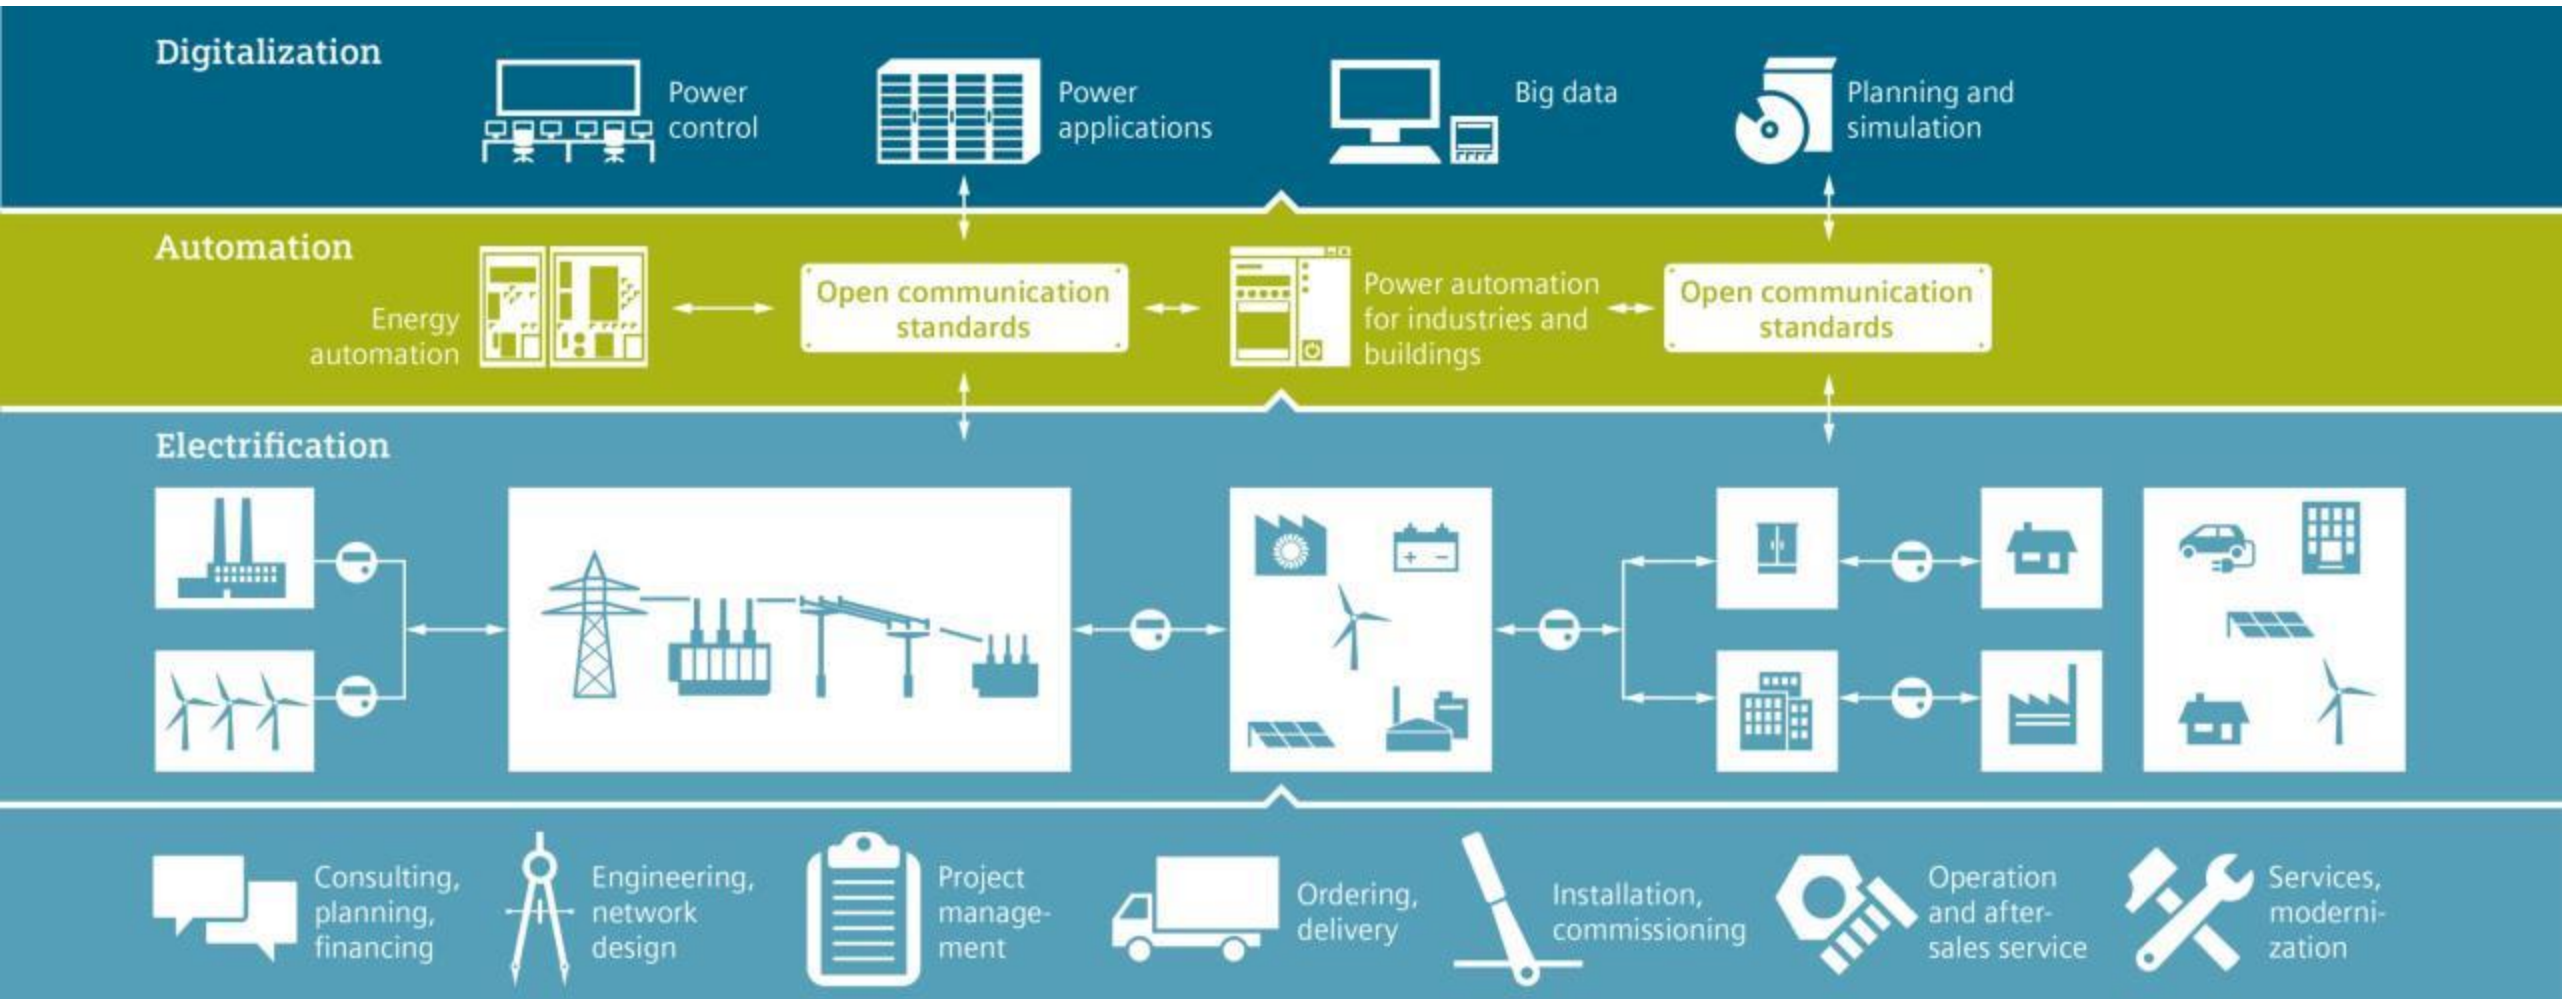 Digitalization
Power
control
Power
applications
Big data
Planning and
simulation
Automation
Energy
automation
Open communication
standards
Power automation
for industries and
buildings
Open communication
standards
Electrification
+ −
Consulting,
planning,
financing
Engineering,
network
design
Project
manage-
ment
Ordering,
delivery
Installation,
commissioning
Operation
and after-
sales service
Services,
moderni-
zation